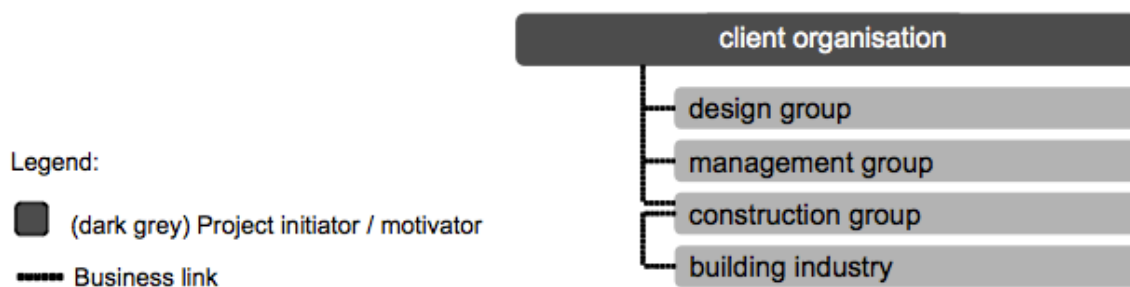 client organisation
design group
management group
construction group
building industry
Legend:
(dark grey) Project initiator / motivator
Business link